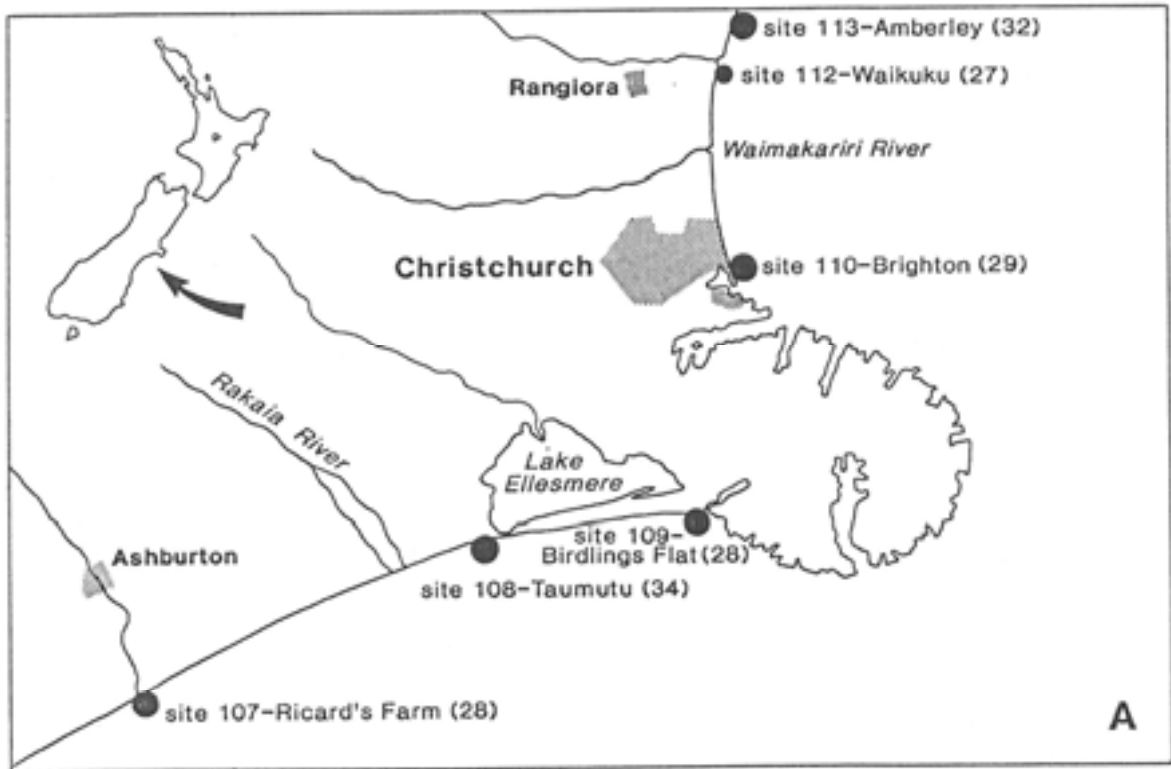 site 113-Amberley (32)
Rangiora
site 112-Waikuku (27)
Waimakariri River
Christchurch
site 110-Brighton (29)
Rakaia River
Lake
Ellesmere
Ashburton
site 109-
Birdlings Flat (28)
site 108-Taumutu (34)
site 107-Ricard's Farm (28)
A